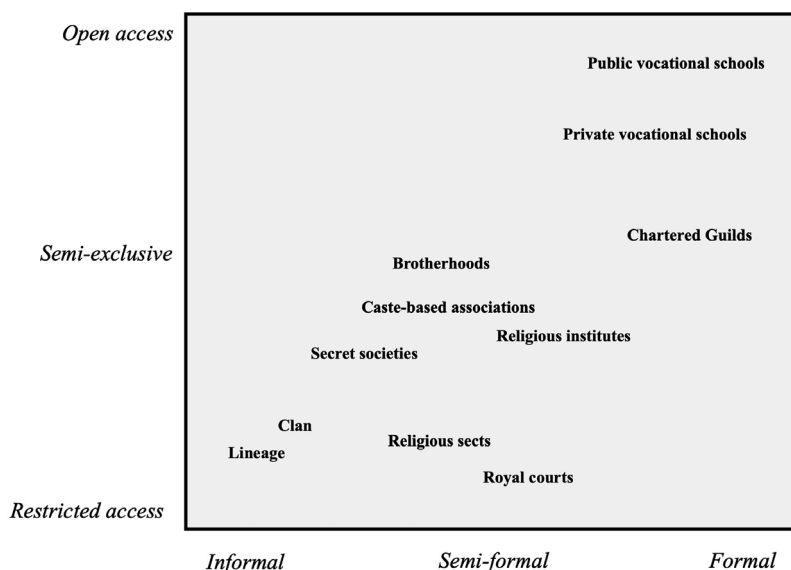 Open access
Public vocational schools
Private vocational schools
Chartered Guilds
Semi-exclusive
Brotherhoods
Caste-based associations
Religious institutes
Secret societies
Clan
Religious sects
Lineage
Royal courts
Restricted access
Informal
Semi-formal
Formal